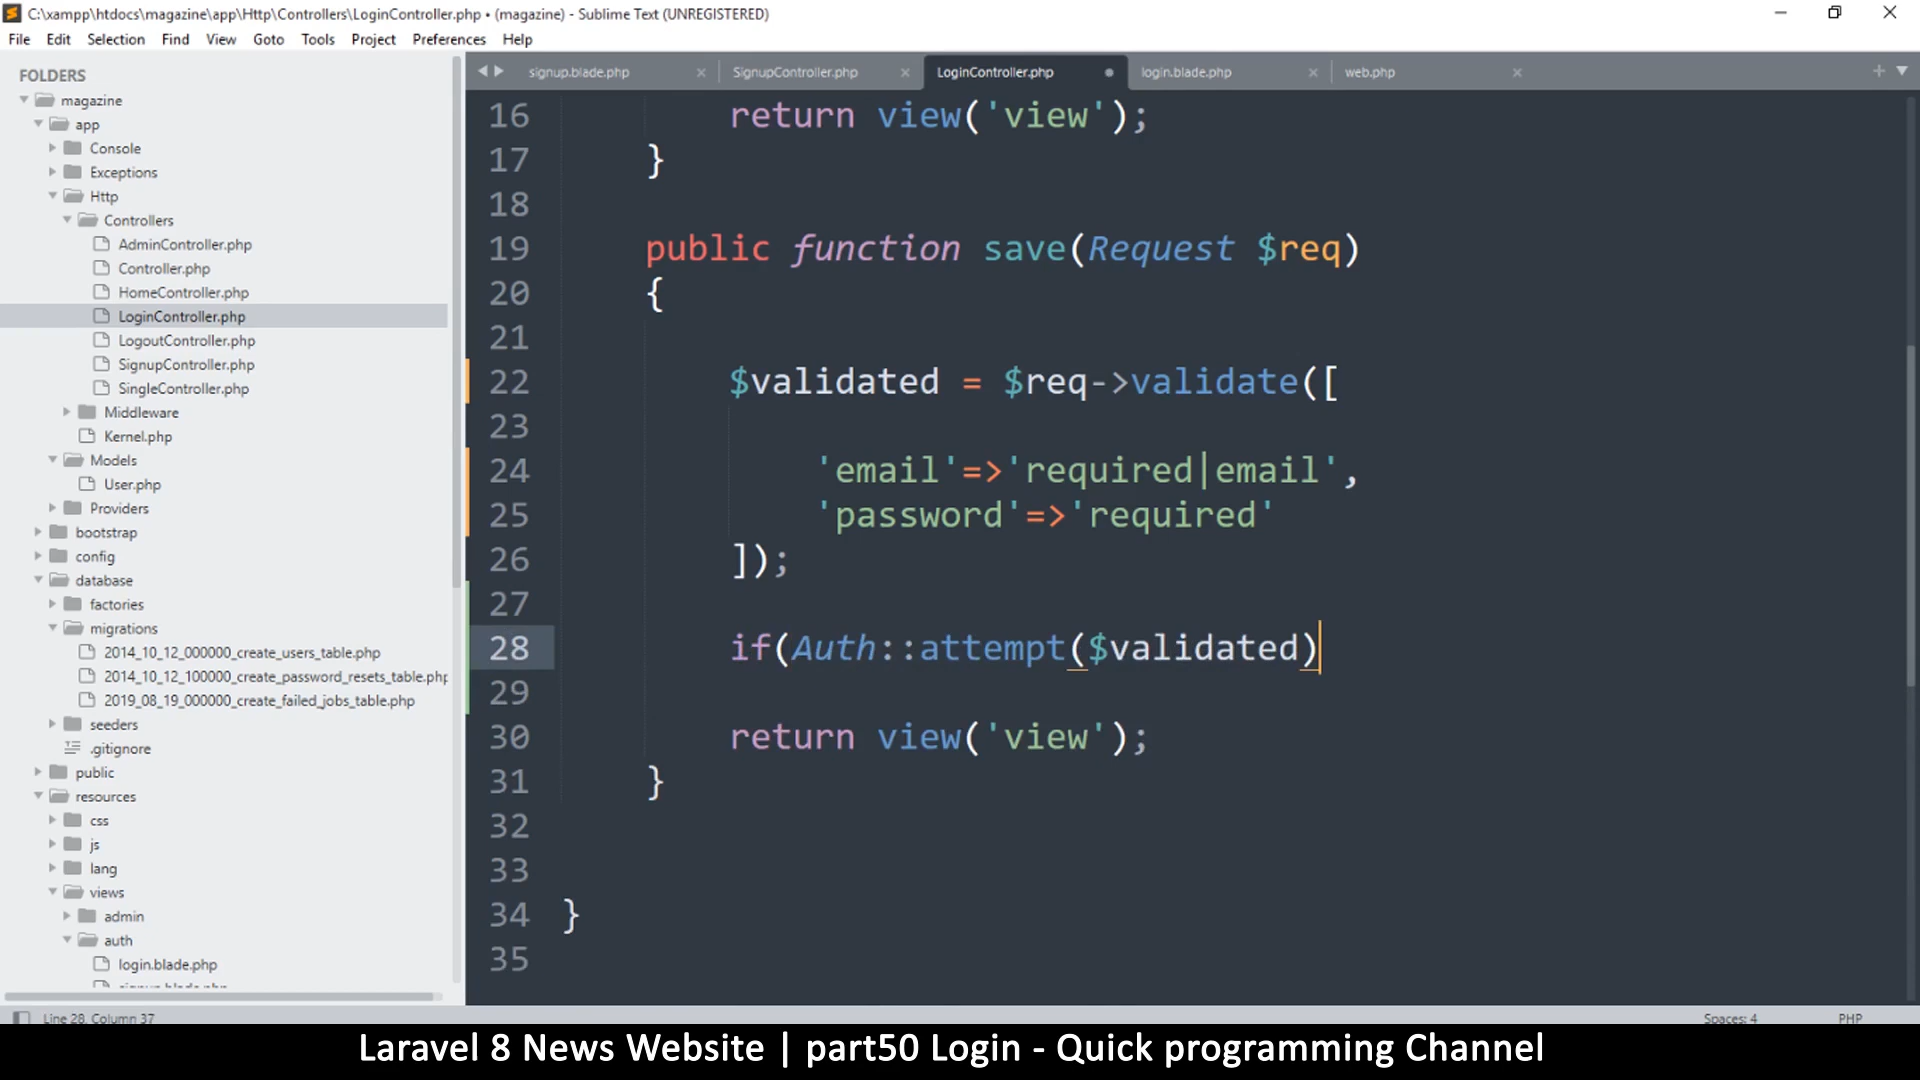 C:\xampp\htdocs\magazine\app\Http\Controllers\LoginController.php • (magazine) - Sublime Text (UNREGISTERED)
File Edit Selection Find View Goto Tools Project Preferences Help
FOLDERS
magazine
app
Console
Exceptions
Http
Controllers
AdminController.php
Controller.php
HomeController.php
LoginController.php
LogoutController.php
SignupController.php
SingleController.php
Middleware
Kernel.php
Models
User.php
Providers
bootstrap
config
database
factories
migrations
2014_10_12_000000_create_users_table.php
2014_10_12_100000_create_password_resets_table.php
2019_08_19_000000_create_failed_jobs_table.php
seeders
.gitignore
public
resources
css
js
lang
views
admin
auth
login.blade.php
signup.blade.php
signup.blade.php SignupController.php LoginController.php login.blade.php web.php
16 return view('view');
17 }
18
19 public function save(Request $req)
20 {
21
22 $validated = $req->validate([
23
24 'email'=>'required|email',
25 'password'=>'required'
26 ]);
27
28 if(Auth::attempt($validated)
29
30 return view('view');
31 }
32
33
34 }
35
Line 28, Column 37 Spaces: 4 PHP
Laravel 8 News Website | part50 Login - Quick programming Channel